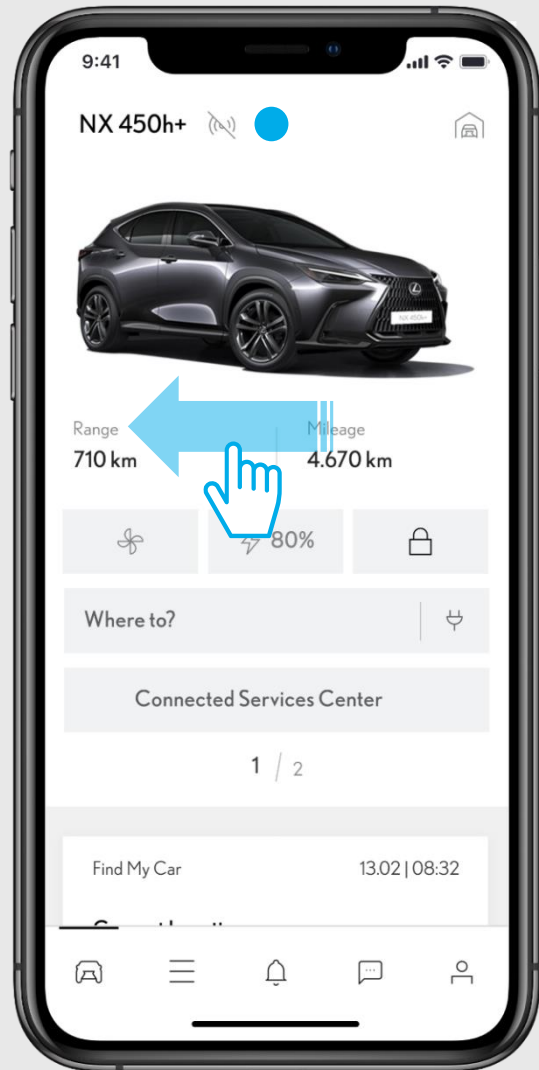 9:41
NX 450h+
Range
Mileage
710 km
4.670 km
80%
Where to?
Connected Services Center
1 / 2
Find My Car
13.02 | 08:32